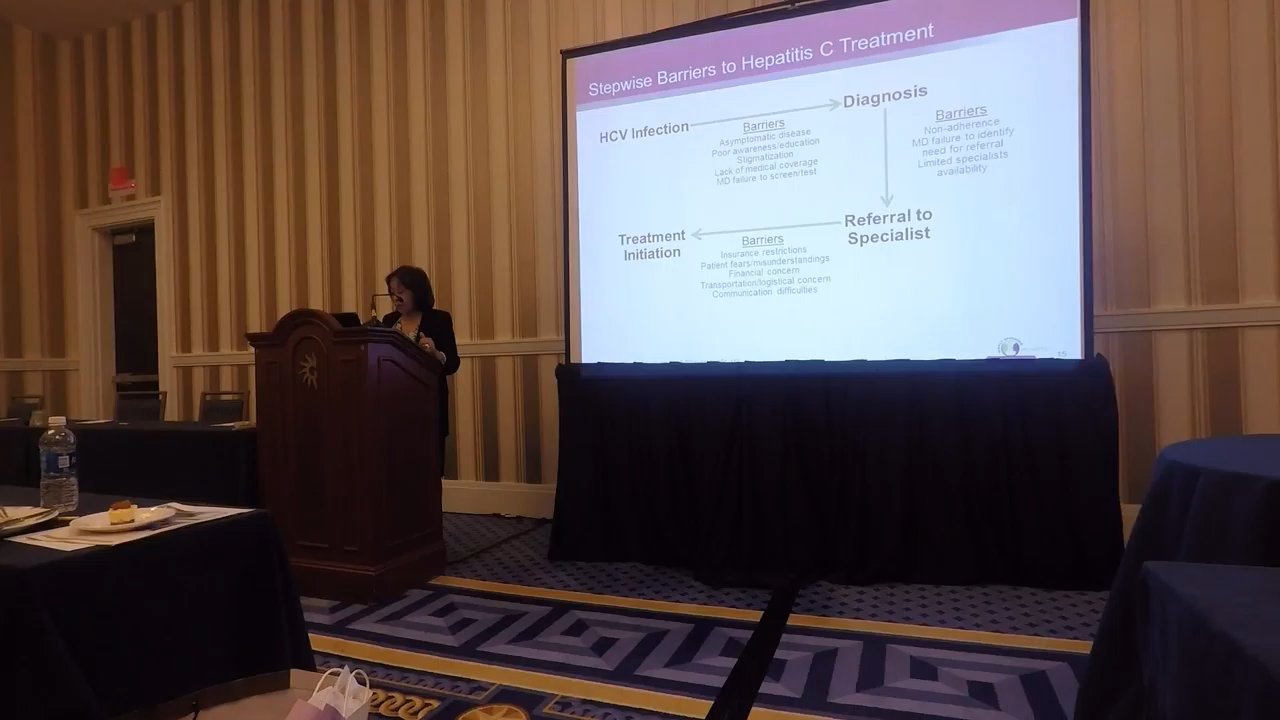 Stepwise Barriers to Hepatitis C Treatment
HCV Infection
Diagnosis
Barriers
Asymptomatic disease
Poor awareness/education
Stigmatization
Lack of medical coverage
MD failure to screen/test
Barriers
Non-adherence
MD failure to identify
need for referral
Limited specialists
availability
Referral to
Specialist
Treatment
Initiation
Barriers
Insurance restrictions
Patient fears/misunderstandings
Financial concern
Transportation/logistical concern
Communication difficulties
15